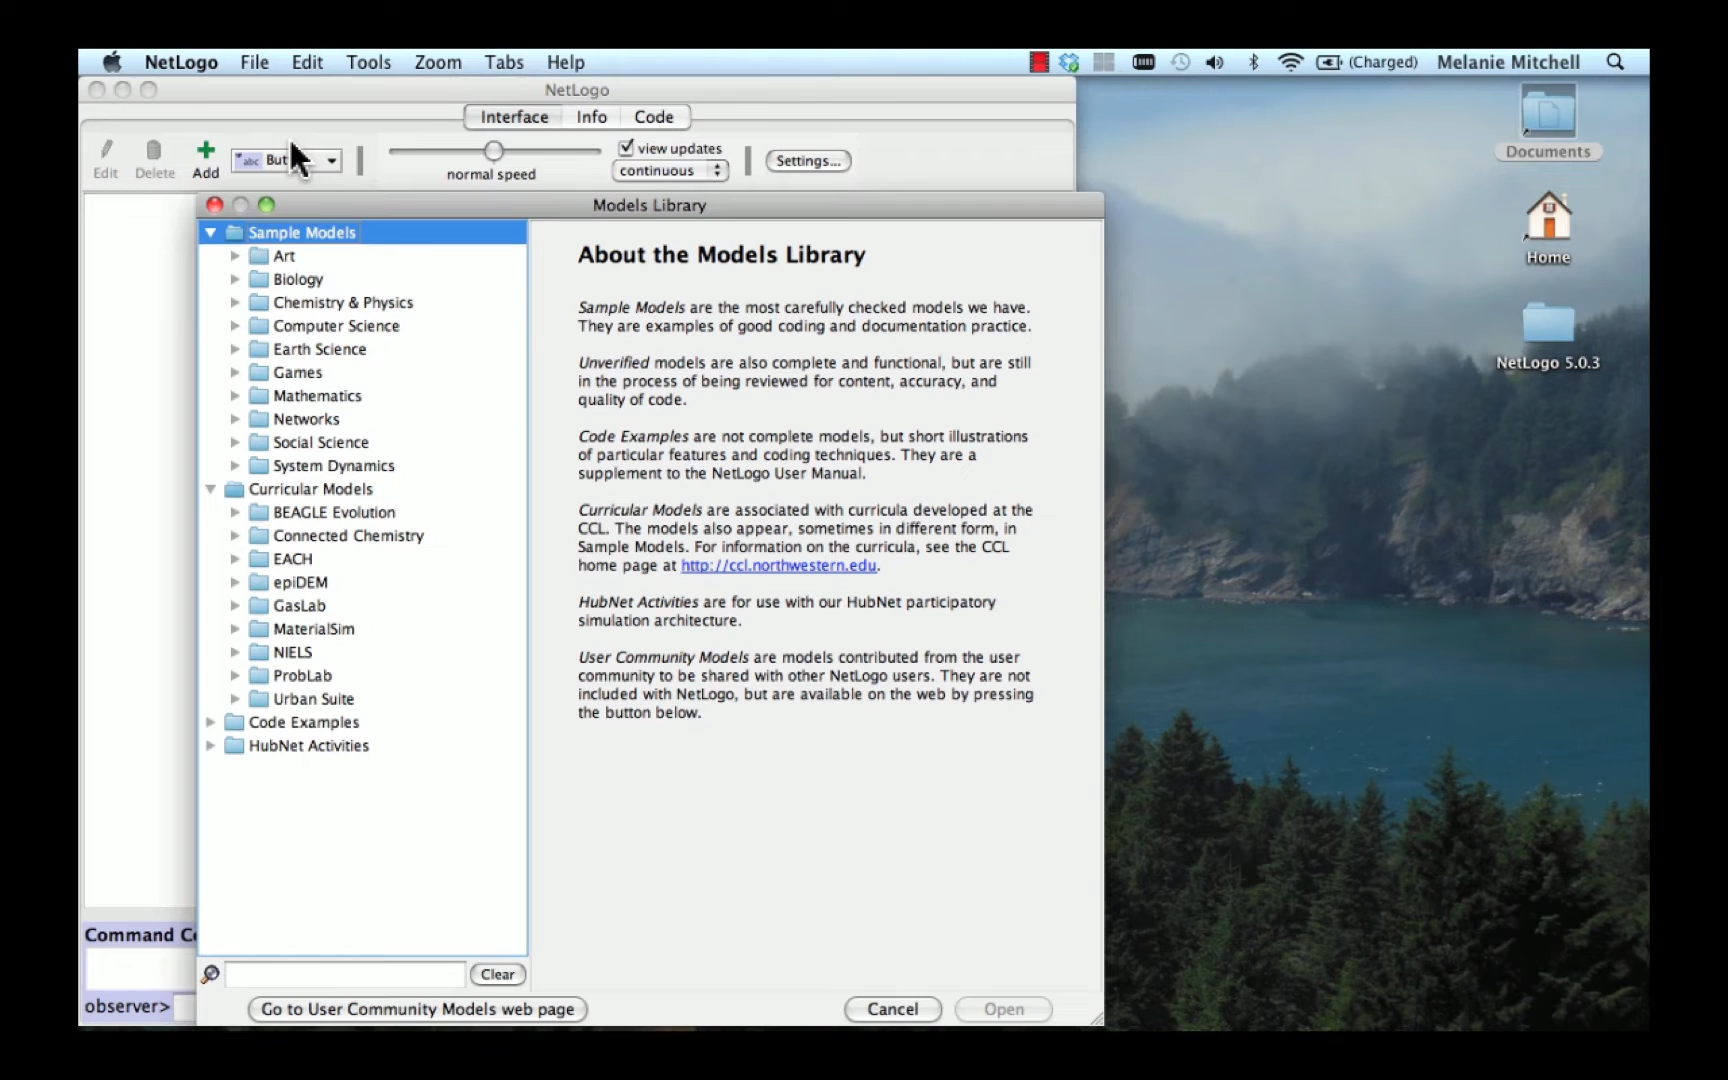 NetLogo File Edit Tools Zoom Tabs Help (Charged) Melanie Mitchell
NetLogo
Interface Info Code
Edit Delete Add abc normal speed view updates continuous Settings...
Models Library
Sample Models
Art
Biology
Chemistry & Physics
Computer Science
Earth Science
Games
Mathematics
Networks
Social Science
System Dynamics
Curricular Models
BEAGLE Evolution
Connected Chemistry
EACH
epiDEM
GasLab
MaterialSim
NIELS
ProbLab
Urban Suite
Code Examples
HubNet Activities
About the Models Library
Sample Models are the most carefully checked models we have.
They are examples of good coding and documentation practice.
Unverified models are also complete and functional, but are still
in the process of being reviewed for content, accuracy, and
quality of code.
Code Examples are not complete models, but short illustrations
of particular features and coding techniques. They are a
supplement to the NetLogo User Manual.
Curricular Models are associated with curricula developed at the
CCL. The models also appear, sometimes in different form, in
Sample Models. For information on the curricula, see the CCL
home page at http://ccl.northwestern.edu.
HubNet Activities are for use with our HubNet participatory
simulation architecture.
User Community Models are models contributed from the user
community to be shared with other NetLogo users. They are not
included with NetLogo, but are available on the web by pressing
the button below.
Clear
Go to User Community Models web page Cancel Open
Command
observer>
Documents
Home
NetLogo 5.0.3